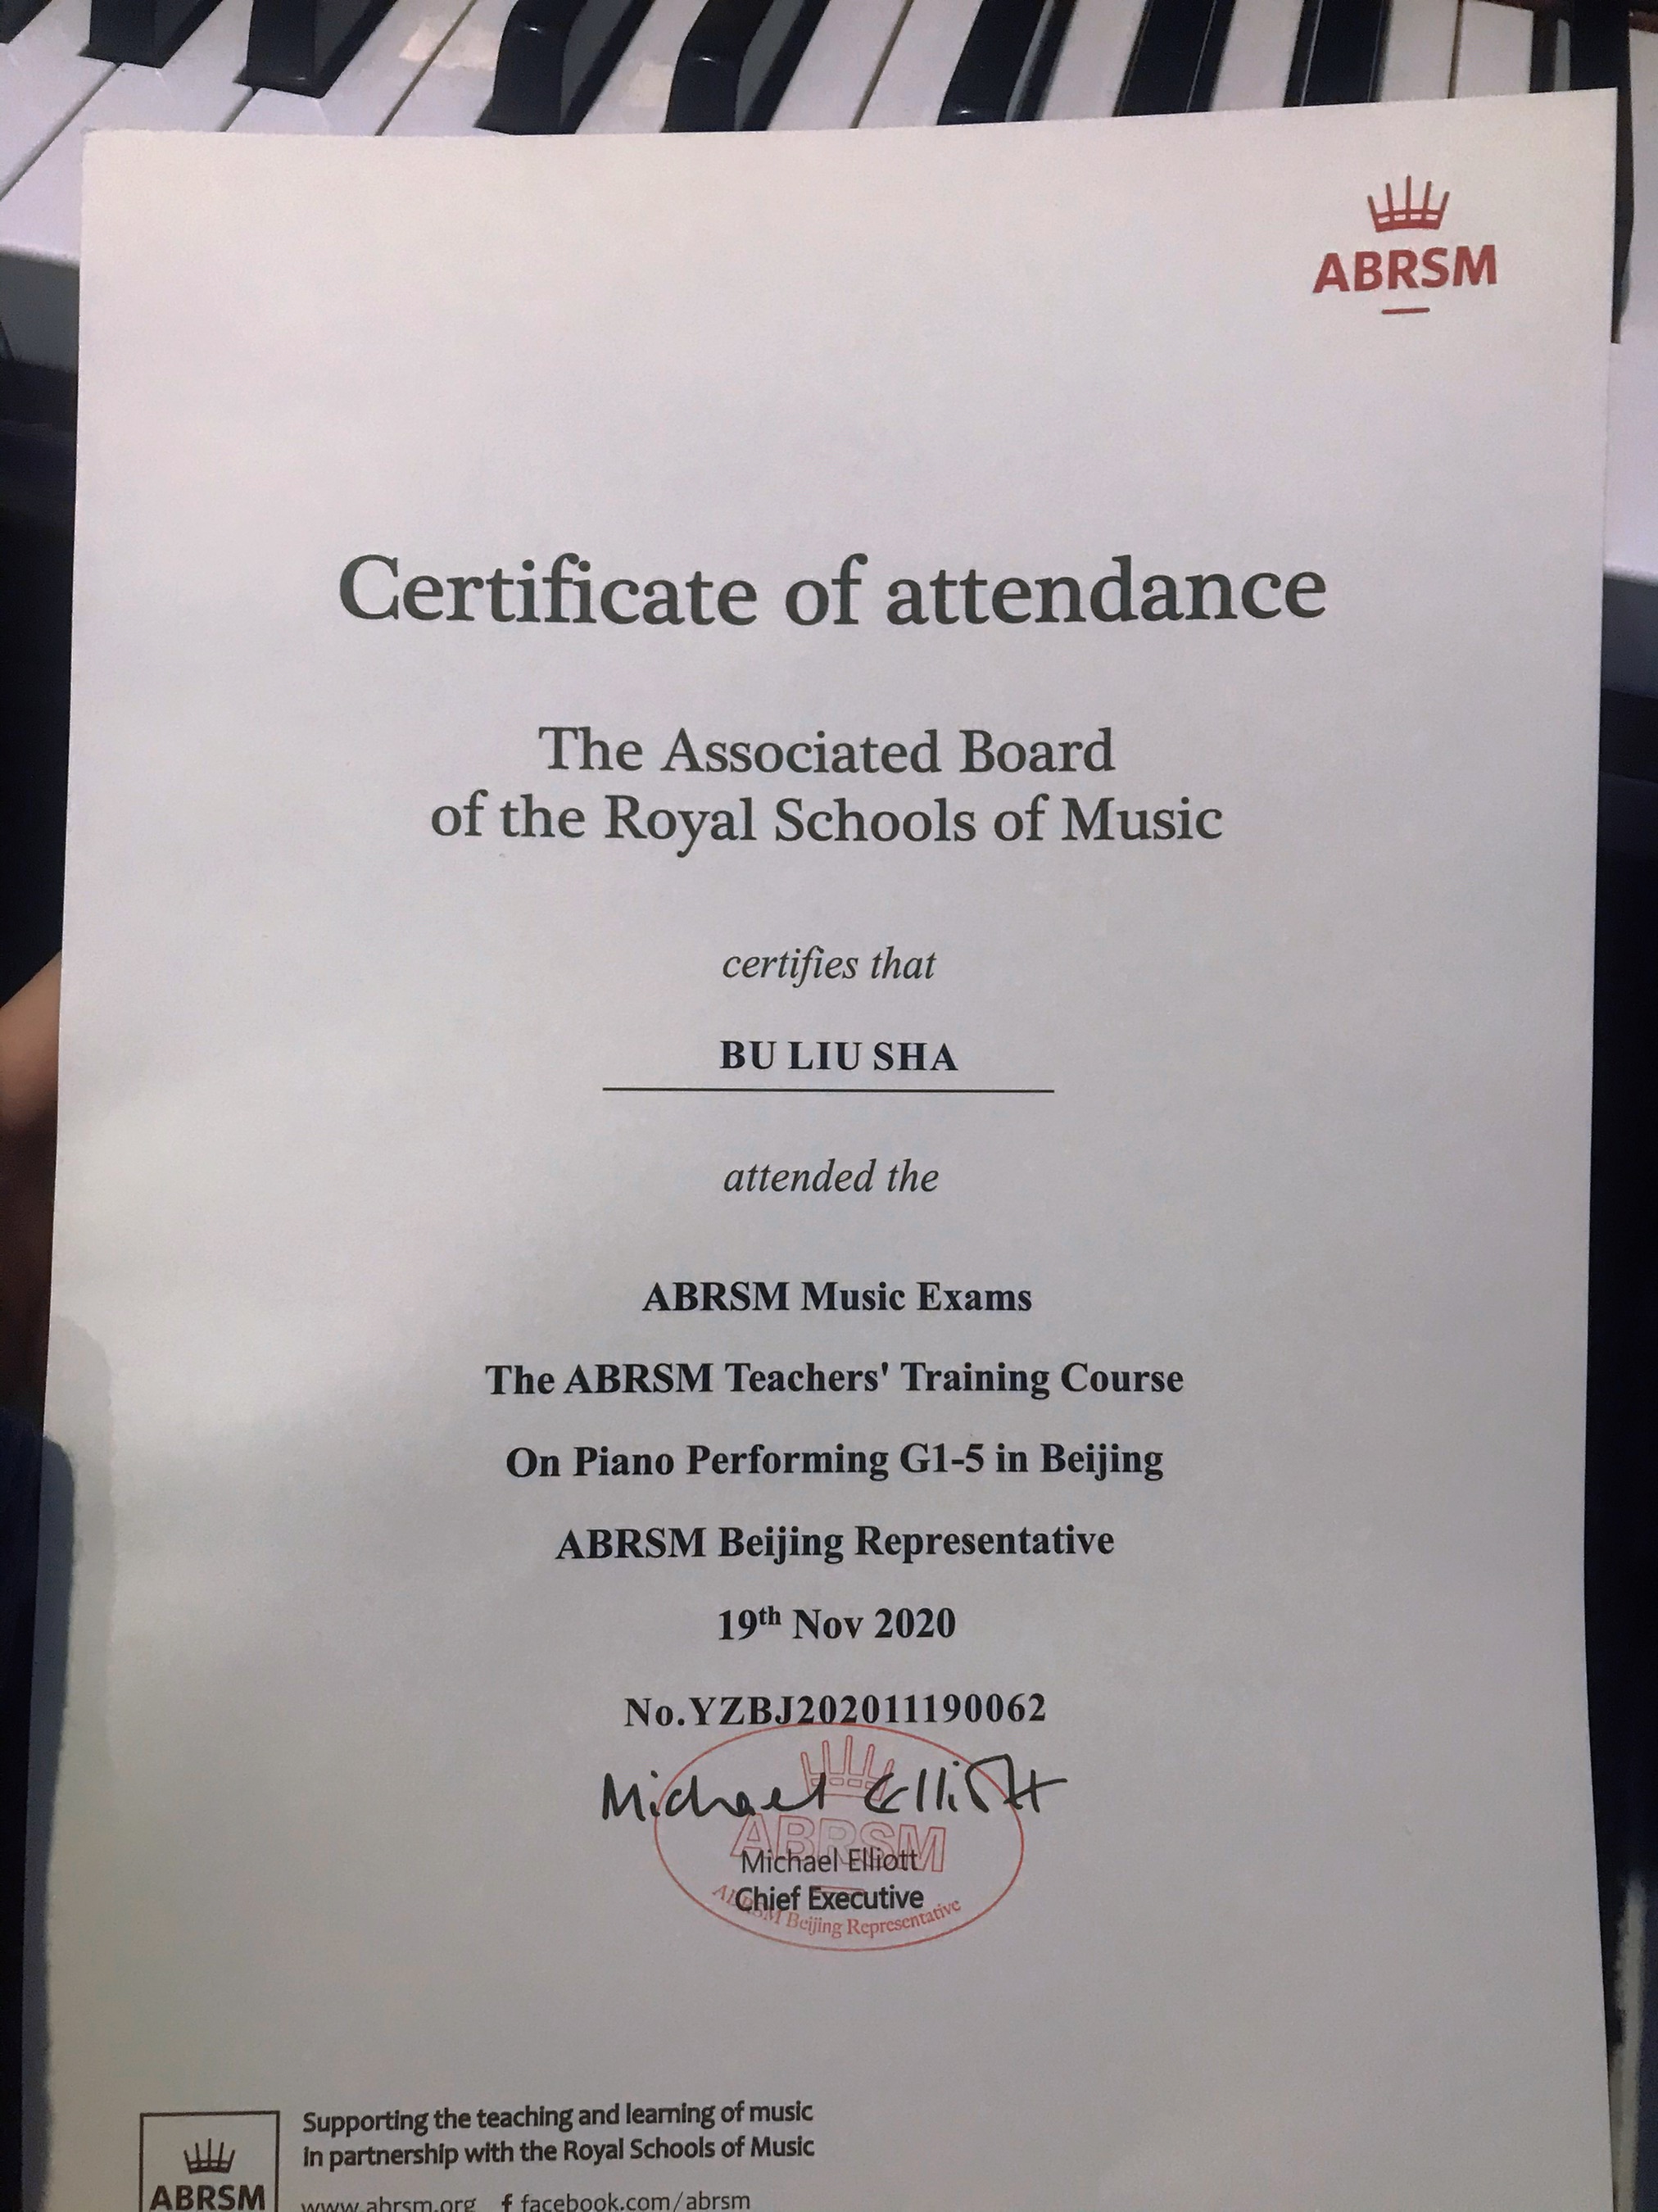 ABRSM
Certificate of attendance
The Associated Board
of the Royal Schools of Music
certifies that
BU LIU SHA
attended the
ABRSM Music Exams
The ABRSM Teachers' Training Course
On Piano Performing G1-5 in Beijing
ABRSM Beijing Representative
19th Nov 2020
No.YZBJ202011190062
Michael Elliott
ABRSM
Michael Elliott
Chief Executive
ABRSM Beijing Representative
Supporting the teaching and learning of music
in partnership with the Royal Schools of Music
ABRSM
www.abrsm.org f facebook.com/abrsm